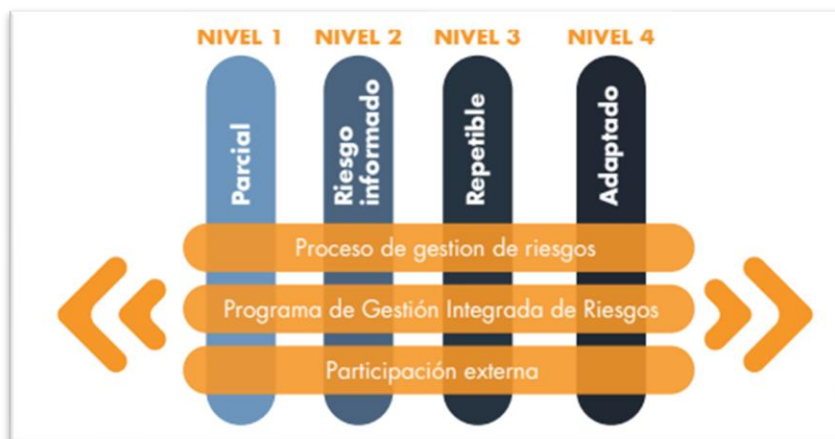 NIVEL 1 NIVEL 2 NIVEL 3 NIVEL 4
Parcial
Riesgo
informado
Repetible
Adaptado
Proceso de gestion de riesgos
Programa de Gestión Integrada de Riesgos
Participación externa